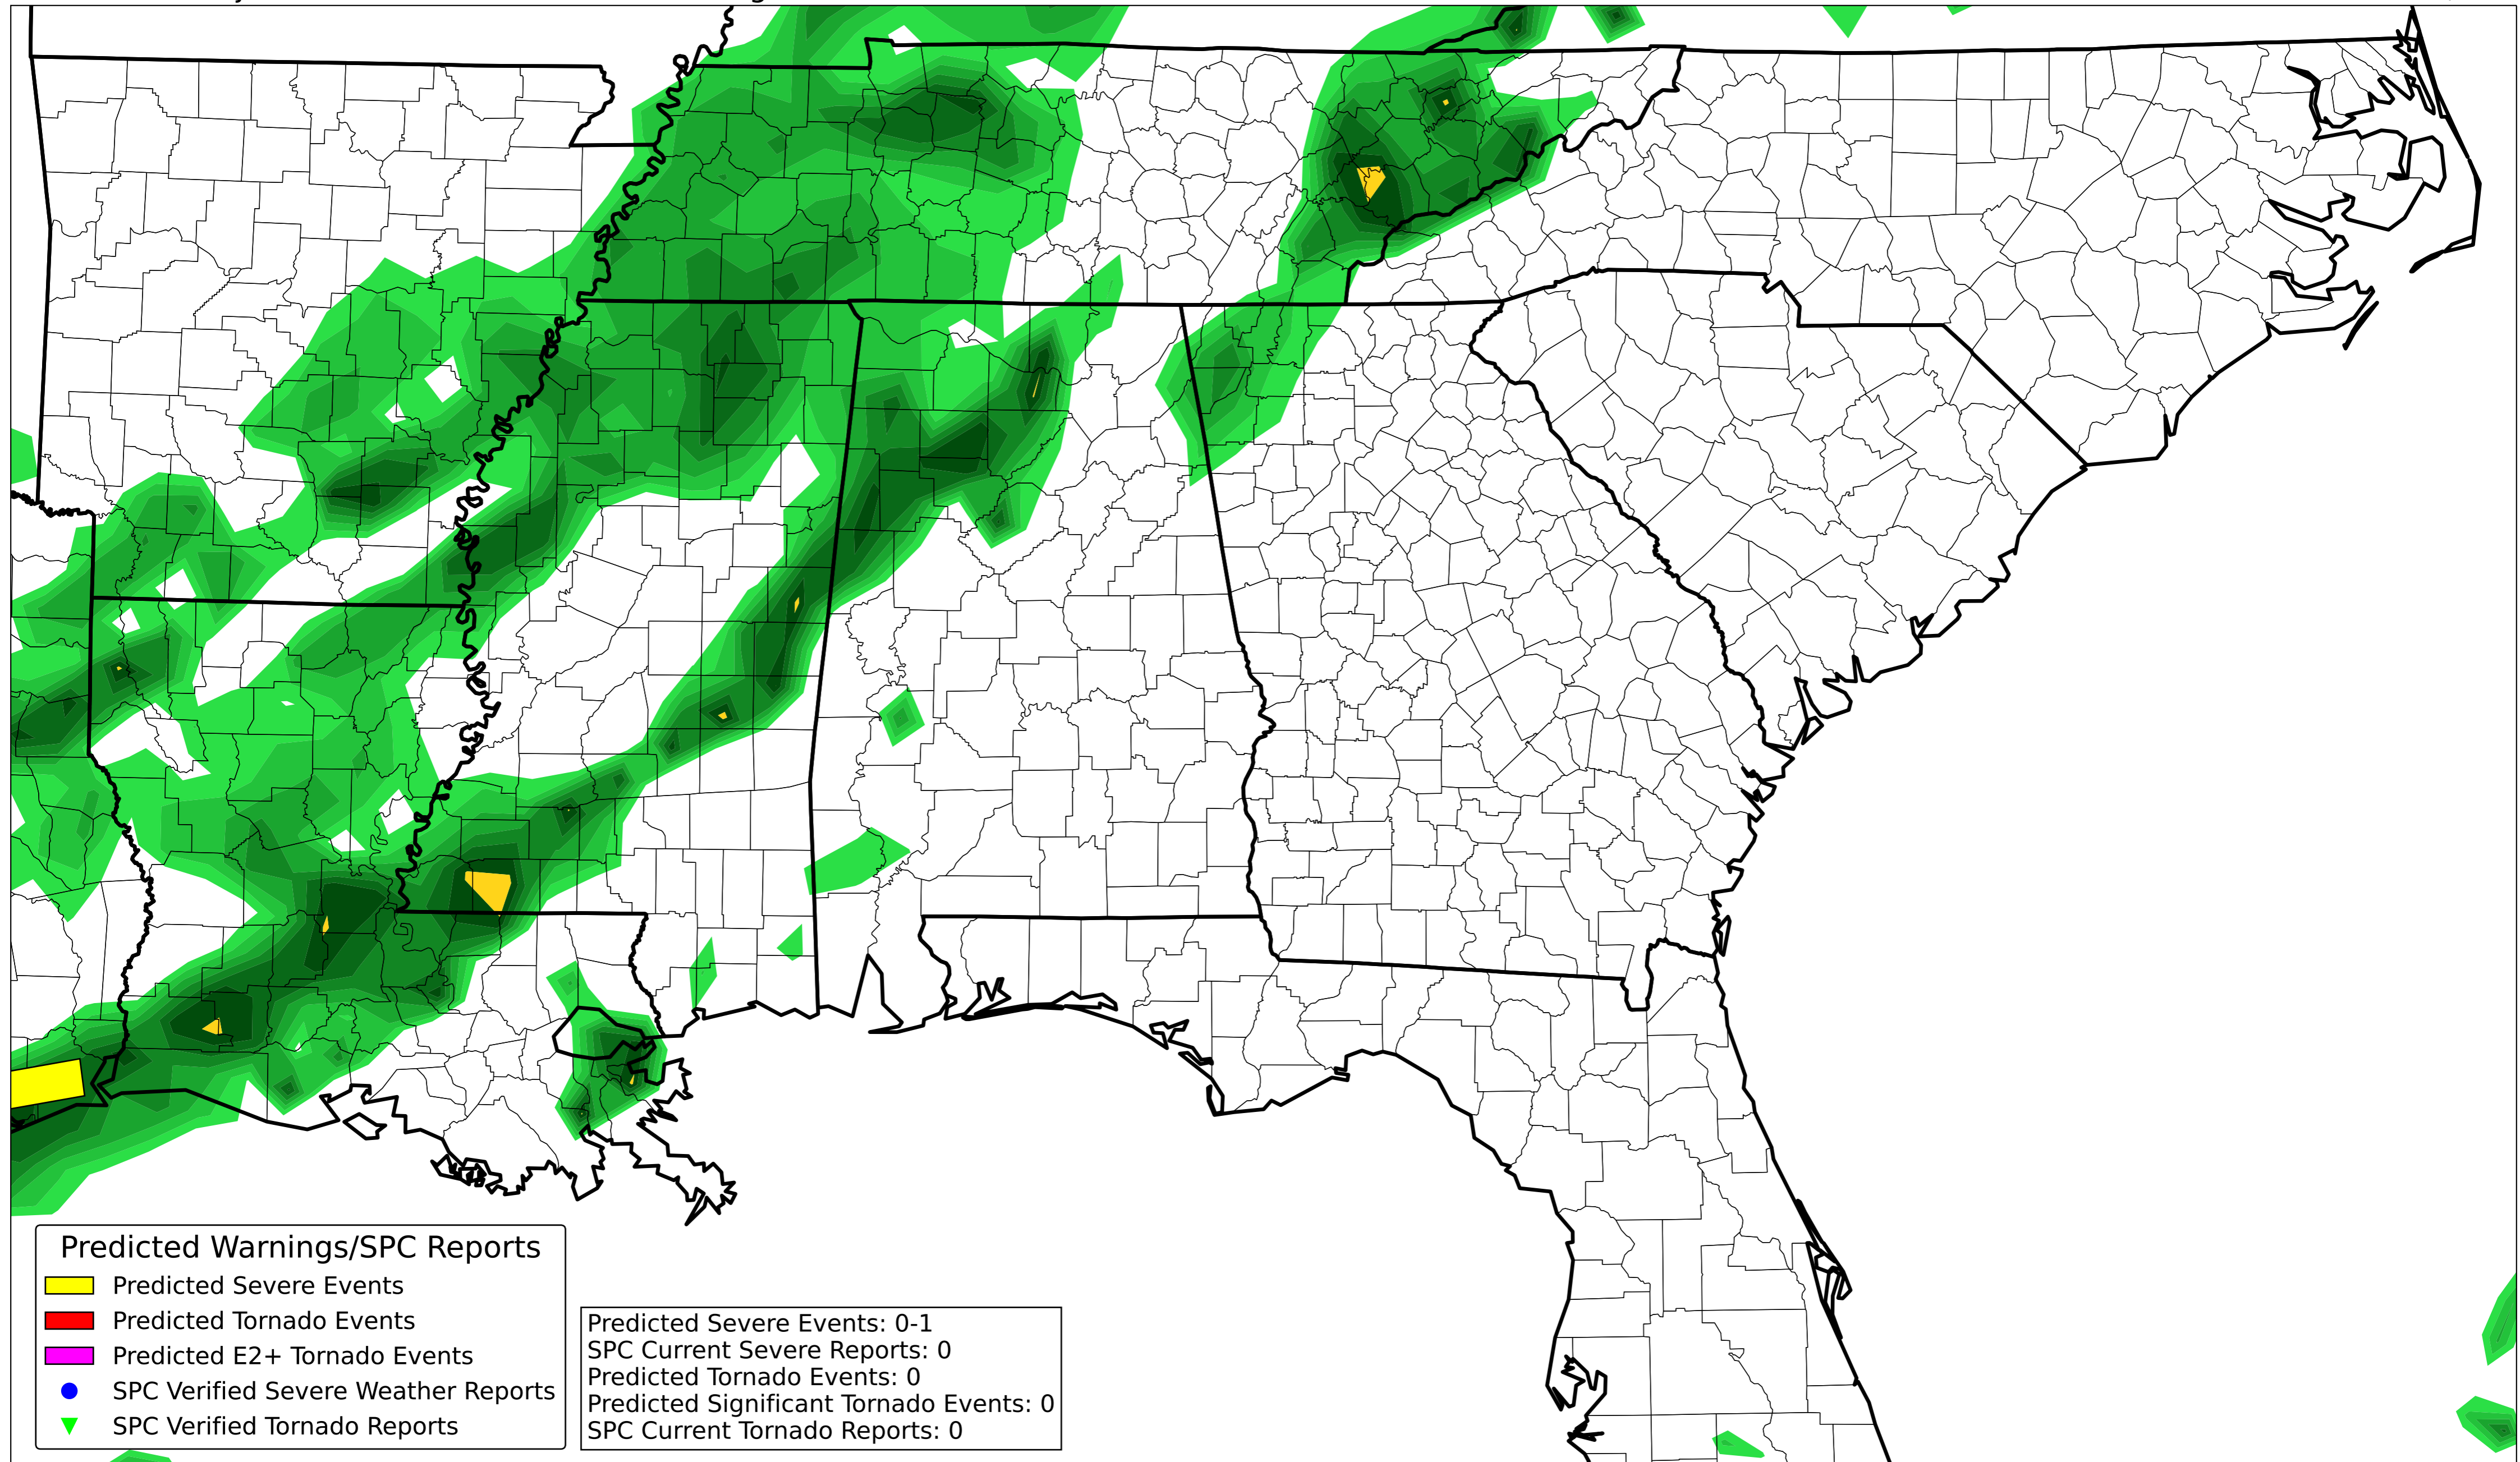 Predicted Warnings/SPC Reports
Predicted Severe Events
Predicted Tornado Events
Predicted E2+ Tornado Events
SPC Verified Severe Weather Reports
SPC Verified Tornado Reports
Predicted Severe Events: 0-1
SPC Current Severe Reports: 0
Predicted Tornado Events: 0
Predicted Significant Tornado Events: 0
SPC Current Tornado Reports: 0